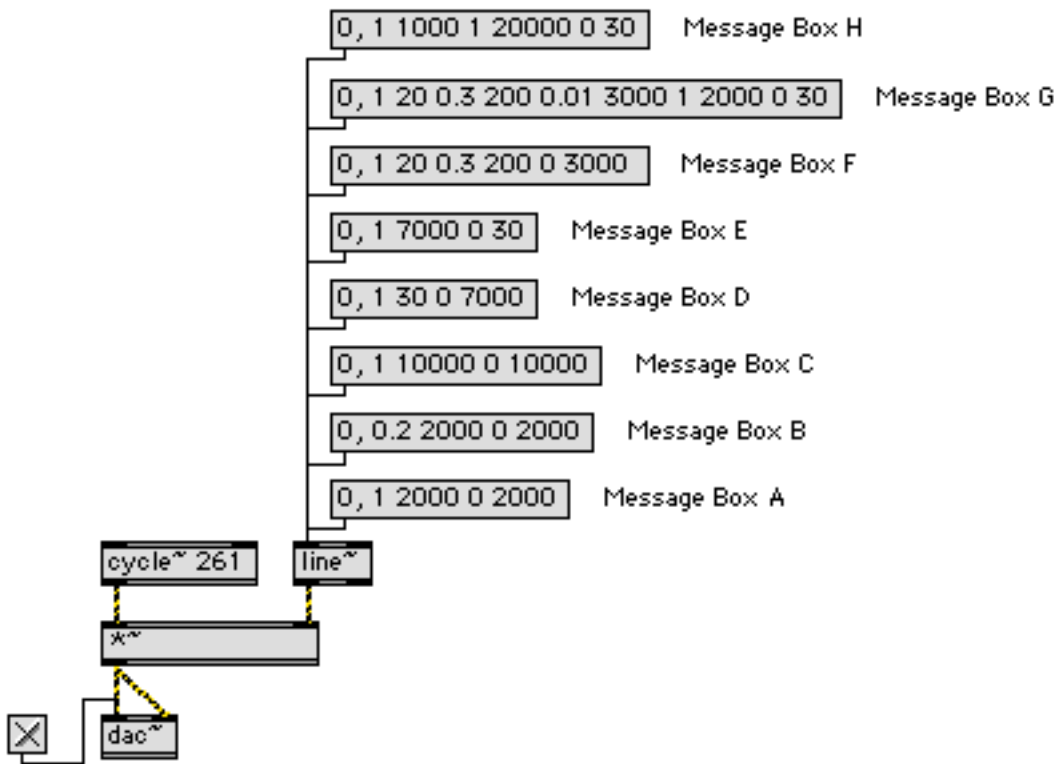 0, 1 1000 1 20000 0 30 Message Box H
0, 1 20 0.3 200 0.01 3000 1 2000 0 30 Message Box G
0, 1 20 0.3 200 0 3000 Message Box F
0, 1 7000 0 30 Message Box E
0, 1 30 0 7000 Message Box D
0, 1 10000 0 10000 Message Box C
0, 0.2 2000 0 2000 Message Box B
0, 1 2000 0 2000 Message Box A
cycle~ 261 line~
*~
dac~